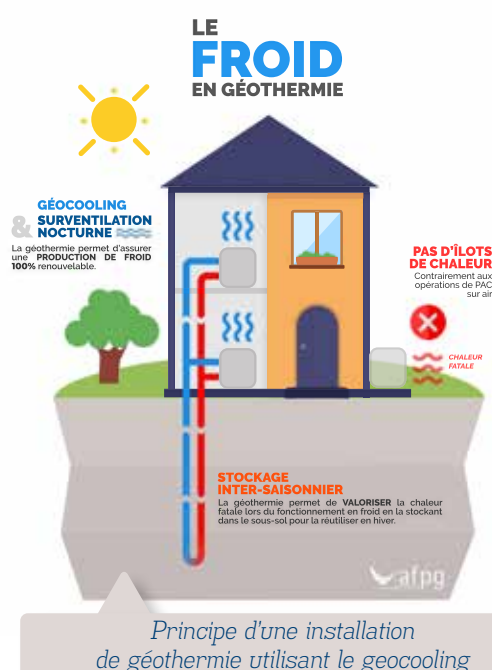 LE
FROID
EN GÉOTHERMIE
GÉOCOOLING
& SURVENTILATION
NOCTURNE
La géothermie permet d'assurer
une PRODUCTION DE FROID
100% renouvelable.
PAS D'ÎLOTS
DE CHALEUR
Contrairement aux
opérations de PAC
sur air
CHALEUR
FATALE
STOCKAGE
INTER-SAISONNIER
La géothermie permet de VALORISER la chaleur
fatale lors du fonctionnement en froid en la stockant
dans le sous-sol pour la réutiliser en hiver.
afpg
Principe d'une installation
de géothermie utilisant le geocooling